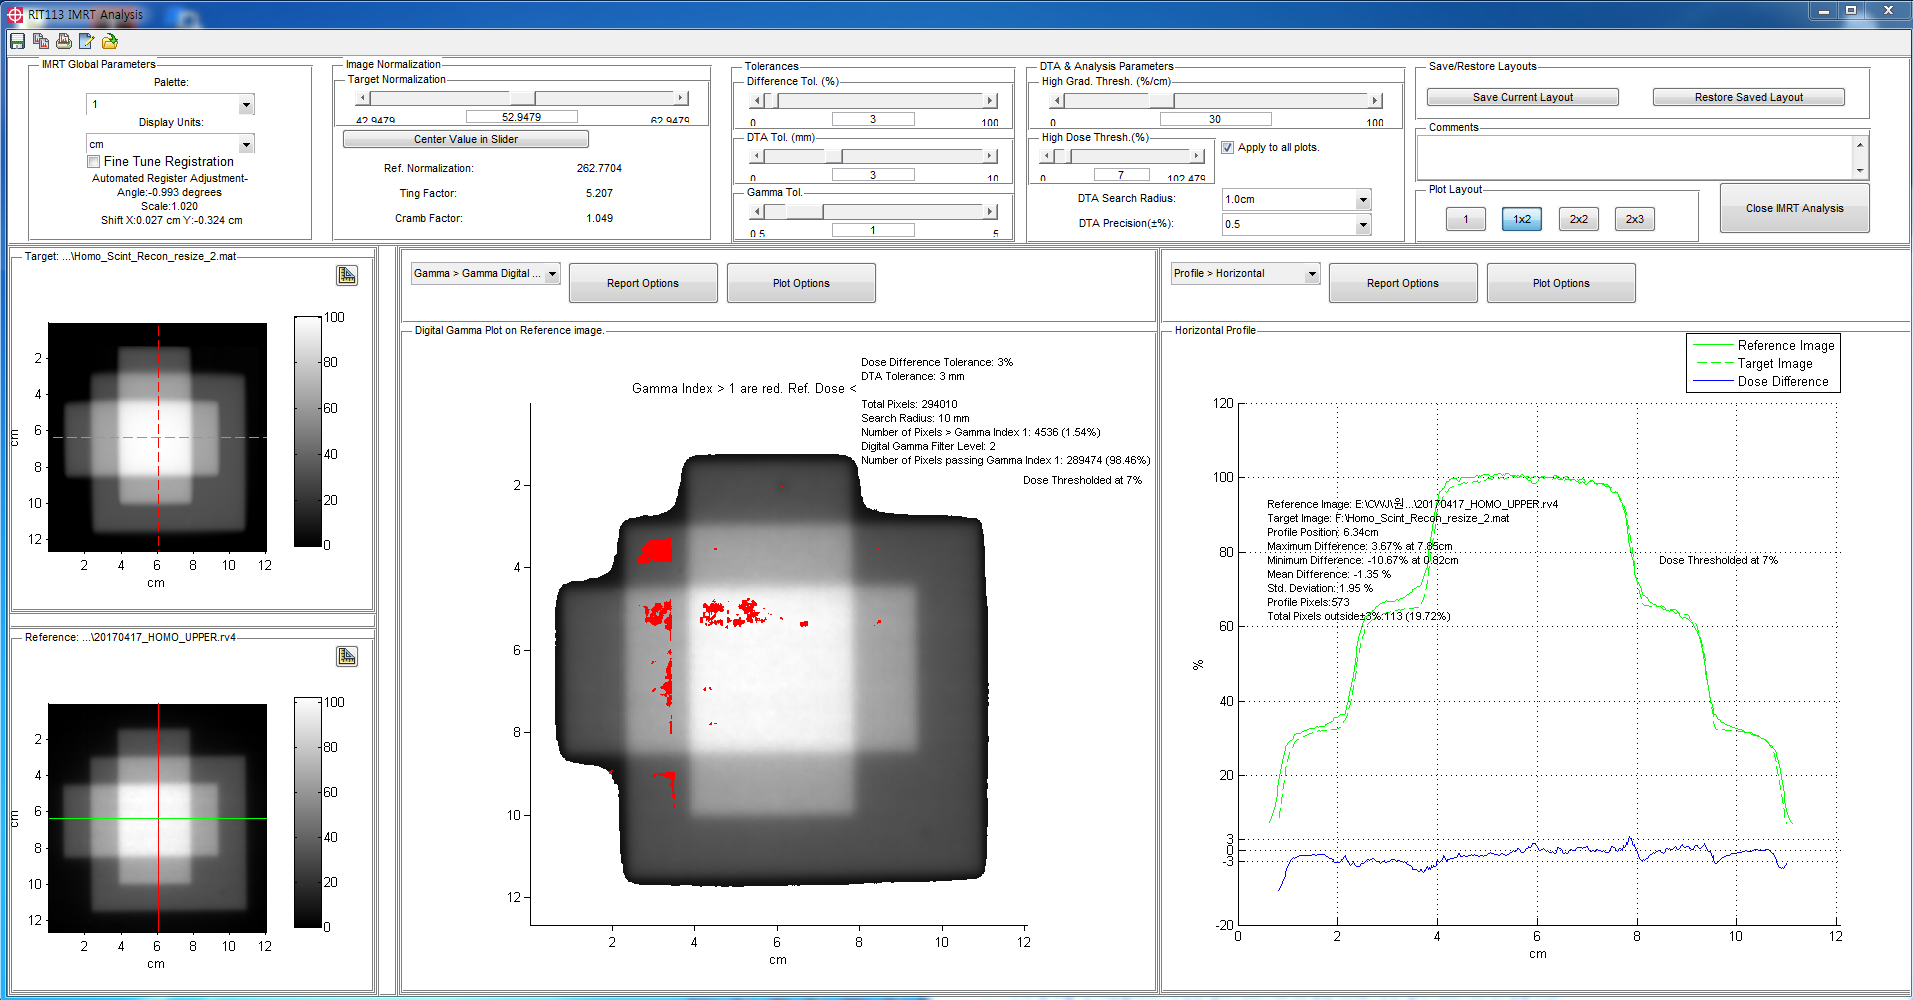 RIT113 IMRT Analysis
IMRT Global Parameters
Palette:
1
Display Units:
cm
Fine Tune Registration
Automated Register Adjustment-
Angle:-0.993 degrees
Scale:1.020
Shift X:0.027 cm Y:-0.324 cm
Image Normalization
Target Normalization
42.9479 52.9479 62.9479
Center Value in Slider
Ref. Normalization: 262.7704
Ting Factor: 5.207
Cramb Factor: 1.049
Tolerances
Difference Tol. (%)
0 3 100
DTA Tol. (mm)
0 3 10
Gamma Tol.
0.5 1 5
DTA & Analysis Parameters
High Grad. Thresh. (%/cm)
0 30 100
High Dose Thresh.(%)
0 7 102.479
Apply to all plots.
DTA Search Radius: 1.0cm
DTA Precision(±%): 0.5
Save/Restore Layouts
Save Current Layout Restore Saved Layout
Comments
Plot Layout
1 1x2 2x2 2x3
Close IMRT Analysis
Target: ...\Homo_Scint_Recon_resize_2.mat
2
4
6
8
10
12
cm
2 4 6 8 10 12
cm
100
80
60
40
20
0
Reference: ...\20170417_HOMO_UPPER.rv4
2
4
6
8
10
12
cm
2 4 6 8 10 12
cm
100
80
60
40
20
0
Gamma > Gamma Digital ...
Report Options
Plot Options
Digital Gamma Plot on Reference image.
Dose Difference Tolerance: 3%
DTA Tolerance: 3 mm
Gamma Index > 1 are red. Ref. Dose <
Total Pixels: 294010
Search Radius: 10 mm
Number of Pixels > Gamma Index 1: 4536 (1.54%)
Digital Gamma Filter Level: 2
Number of Pixels passing Gamma Index 1: 289474 (98.46%)
Dose Thresholded at 7%
2
4
6
8
10
12
2 4 6 8 10 12
cm
Profile > Horizontal
Report Options
Plot Options
Horizontal Profile
Reference Image
Target Image
Dose Difference
120
100
80
60
40
20
3
0
-3
-20
%
Reference Image: E:\CWJ\원...\20170417_HOMO_UPPER.rv4
Target Image: F:\Homo_Scint_Recon_resize_2.mat
Profile Position: 6.34cm
Maximum Difference: 3.67% at 7.85cm
Minimum Difference: -10.67% at 0.82cm
Mean Difference: -1.35 %
Std. Deviation: 1.95 %
Profile Pixels:573
Total Pixels outside±3%:113 (19.72%)
Dose Thresholded at 7%
0 2 4 6 8 10 12
cm